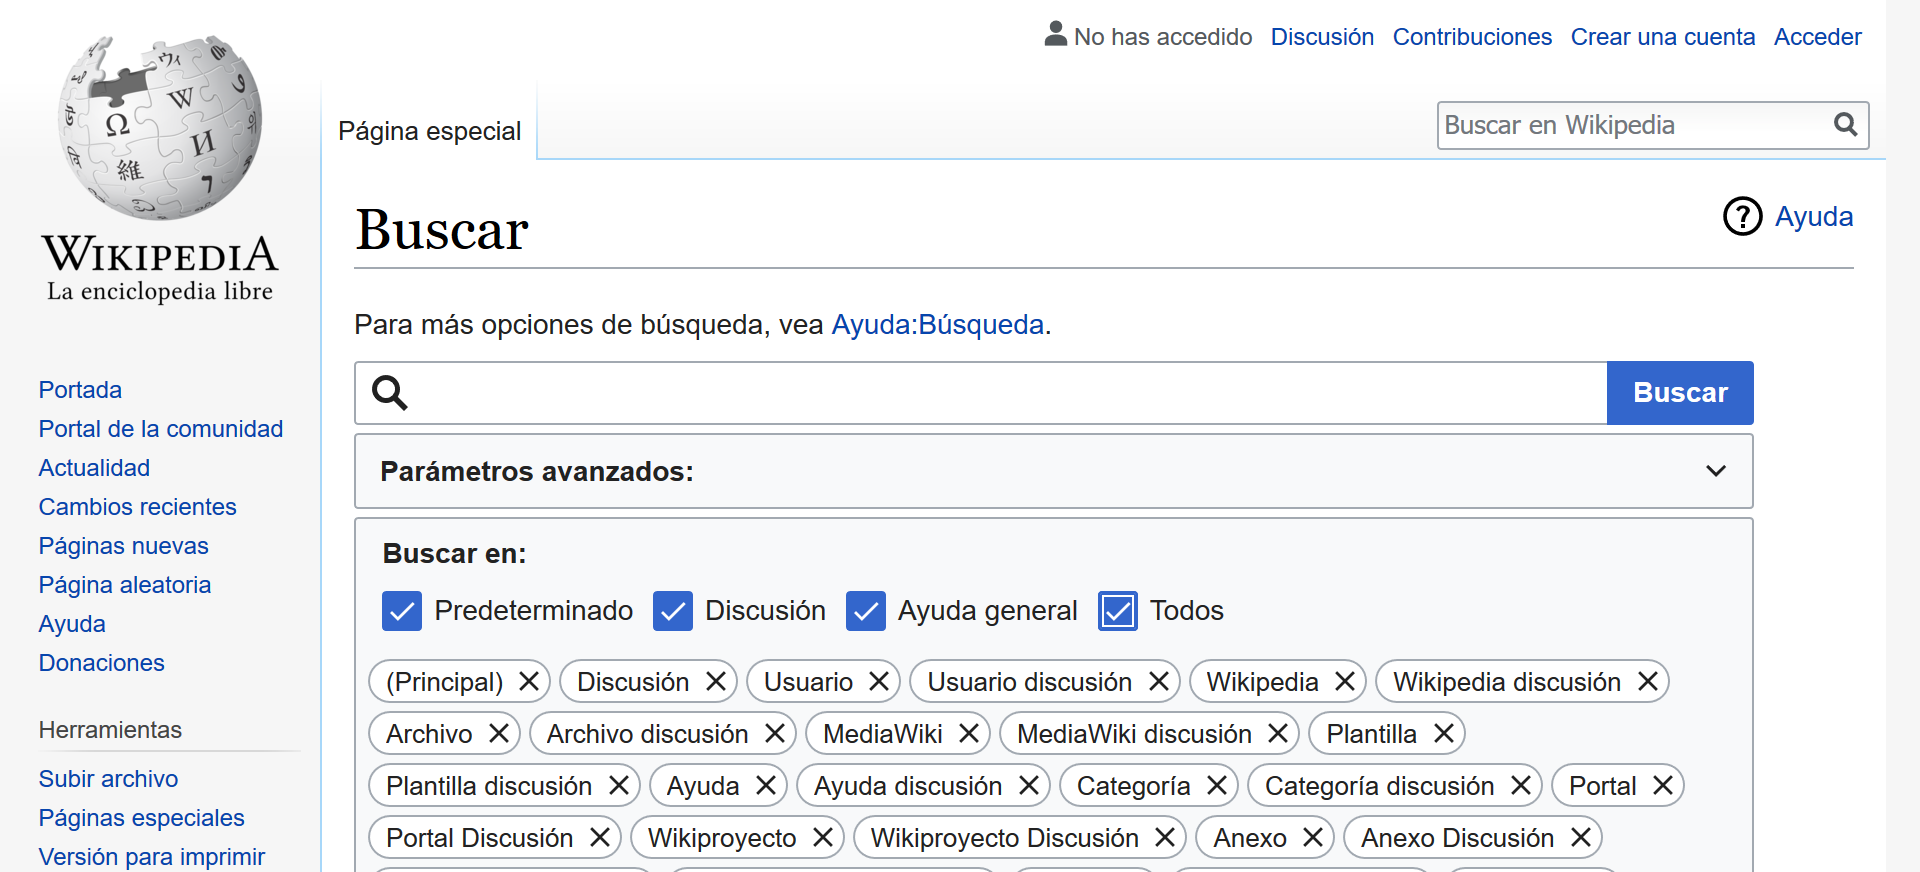 No has accedido Discusión Contribuciones Crear una cuenta Acceder
Página especial
Buscar en Wikipedia
WIKIPEDIA
La enciclopedia libre
Portada
Portal de la comunidad
Actualidad
Cambios recientes
Páginas nuevas
Página aleatoria
Ayuda
Donaciones
Herramientas
Subir archivo
Páginas especiales
Versión para imprimir
Buscar
Ayuda
Para más opciones de búsqueda, vea Ayuda:Búsqueda.
Buscar
Parámetros avanzados:
Buscar en:
Predeterminado Discusión Ayuda general Todos
(Principal) Discusión Usuario Usuario discusión Wikipedia Wikipedia discusión
Archivo Archivo discusión MediaWiki MediaWiki discusión Plantilla
Plantilla discusión Ayuda Ayuda discusión Categoría Categoría discusión Portal
Portal Discusión Wikiproyecto Wikiproyecto Discusión Anexo Anexo Discusión